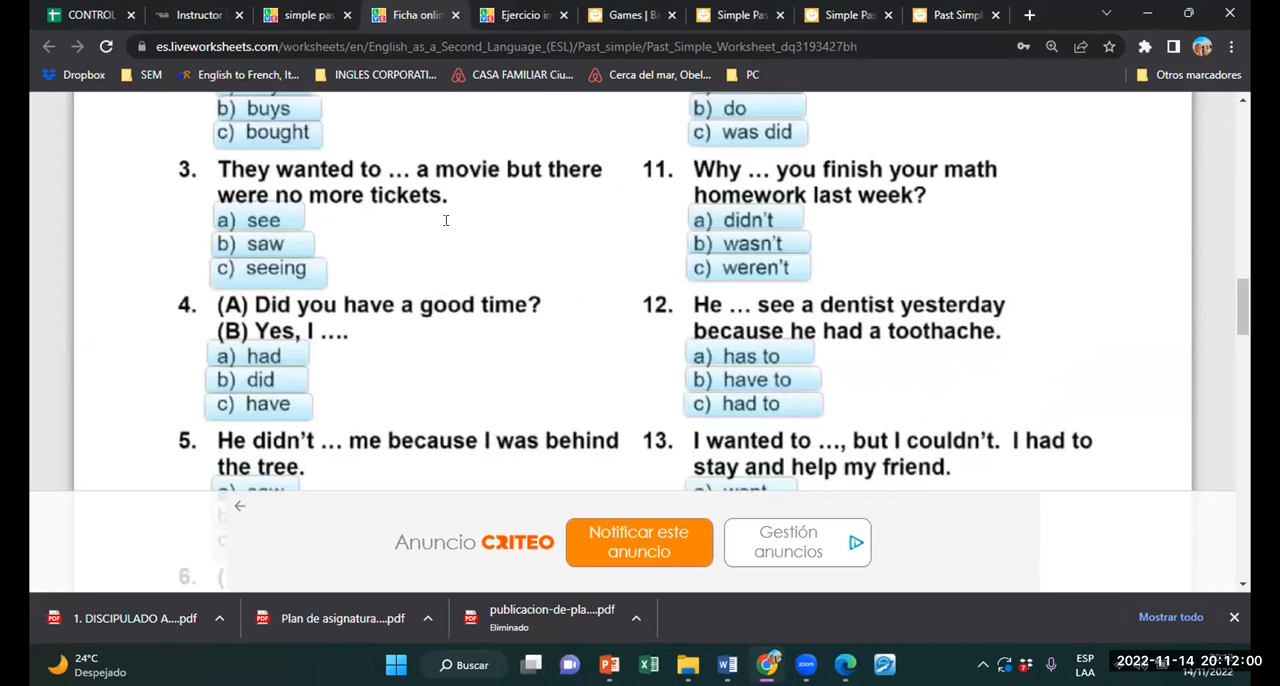 CONTROL
Instructor
simple pas
Ficha onlin
Ejercicio in
Games | Ba
Simple Pas
Simple Pas
Past Simpl
es.liveworksheets.com/worksheets/en/English_as_a_Second_Language_(ESL)/Past_simple/Past_Simple_Worksheet_dq3193427bh
Dropbox
SEM
English to French, It...
INGLES CORPORATI...
CASA FAMILIAR Ciu...
Cerca del mar, Obel...
PC
Otros marcadores
b) buys
c) bought
3. They wanted to ... a movie but there
were no more tickets.
a) see
b) saw
c) seeing
4. (A) Did you have a good time?
(B) Yes, I ....
a) had
b) did
c) have
5. He didn't ... me because I was behind
the tree.
a) saw
6. (
b) do
c) was did
11. Why ... you finish your math
homework last week?
a) didn't
b) wasn't
c) weren't
12. He ... see a dentist yesterday
because he had a toothache.
a) has to
b) have to
c) had to
13. I wanted to ..., but I couldn't. I had to
stay and help my friend.
a) went
Anuncio CRITEO
Notificar este
anuncio
Gestión
anuncios
1. DISCIPULADO A....pdf
Plan de asignatura....pdf
publicacion-de-pla....pdf
Eliminado
Mostrar todo
24°C
Despejado
Buscar
ESP
LAA
2022-11-14 20:12:00
14/11/2022